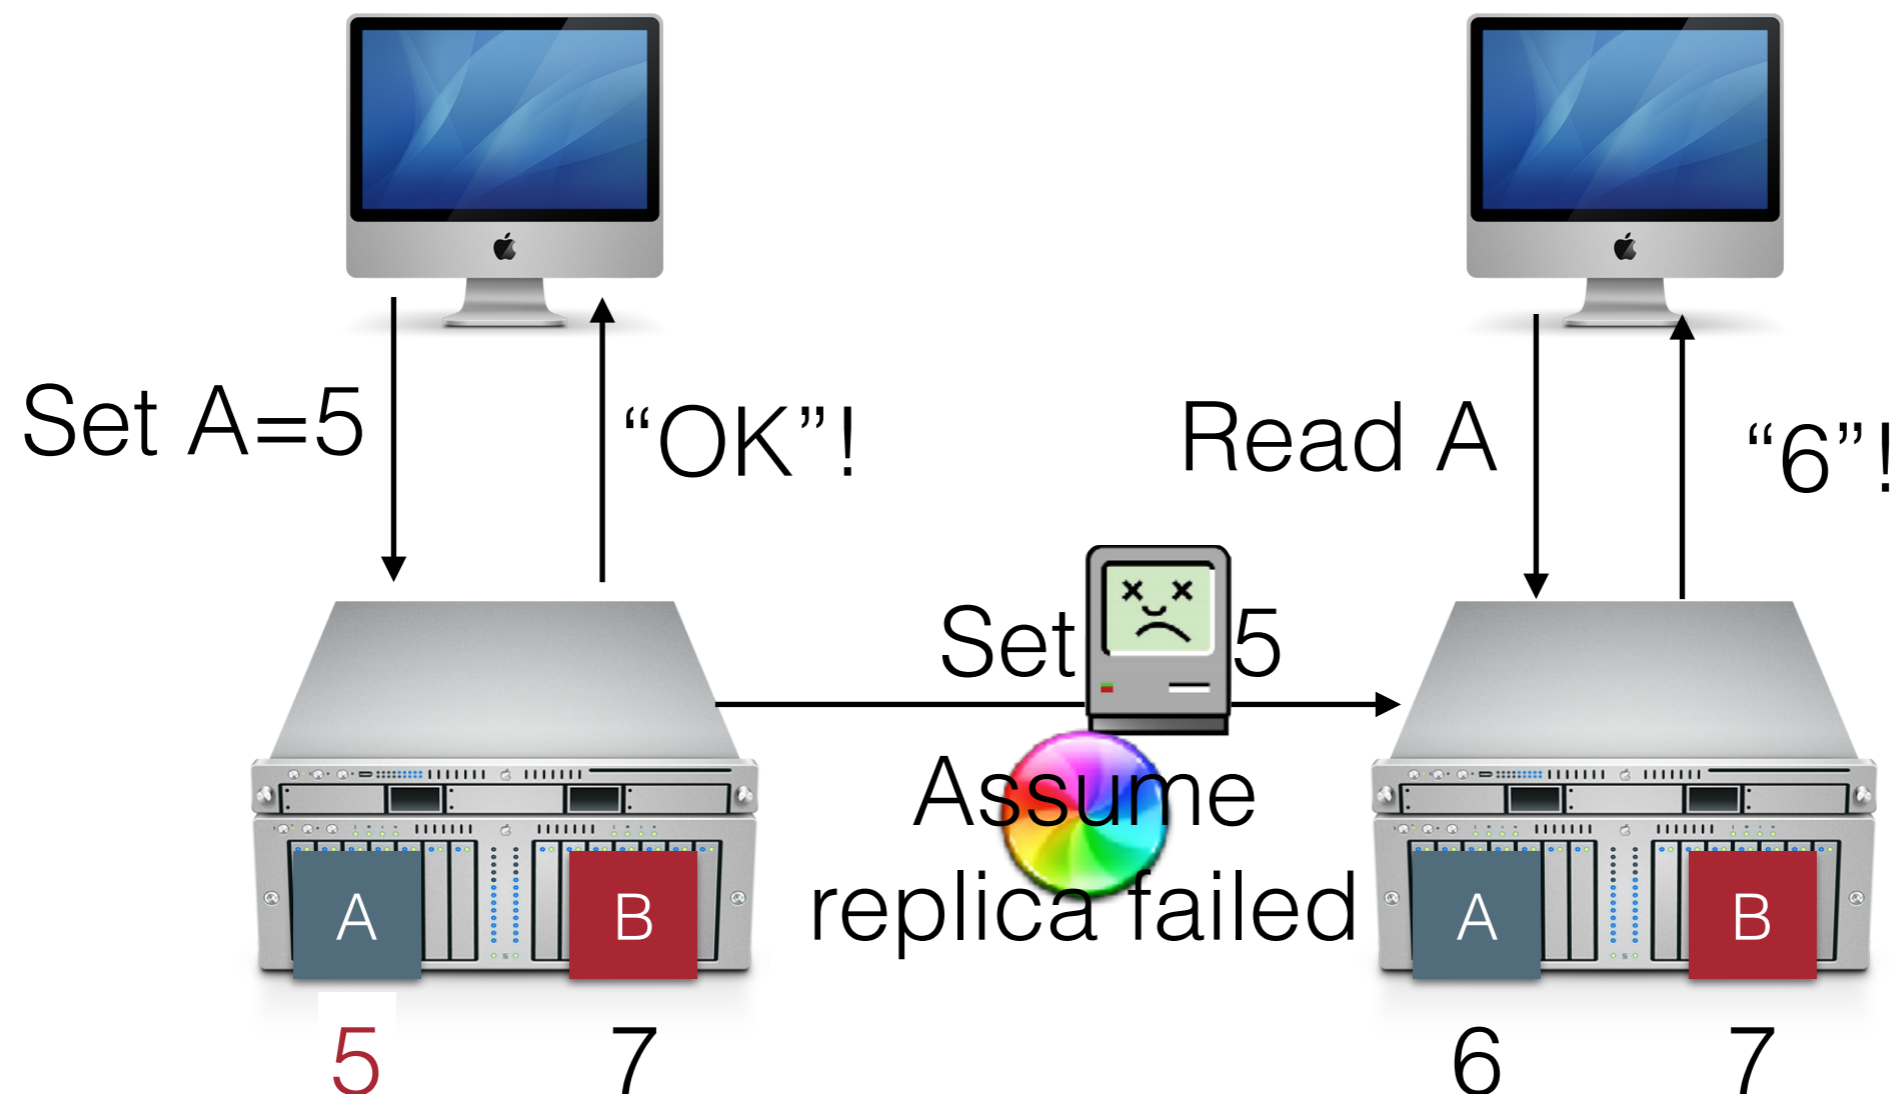 Set A=5
“OK”!
Read A
“6”!
Set 5
Assume
replica failed
A
B
A
B
5
7
6
7